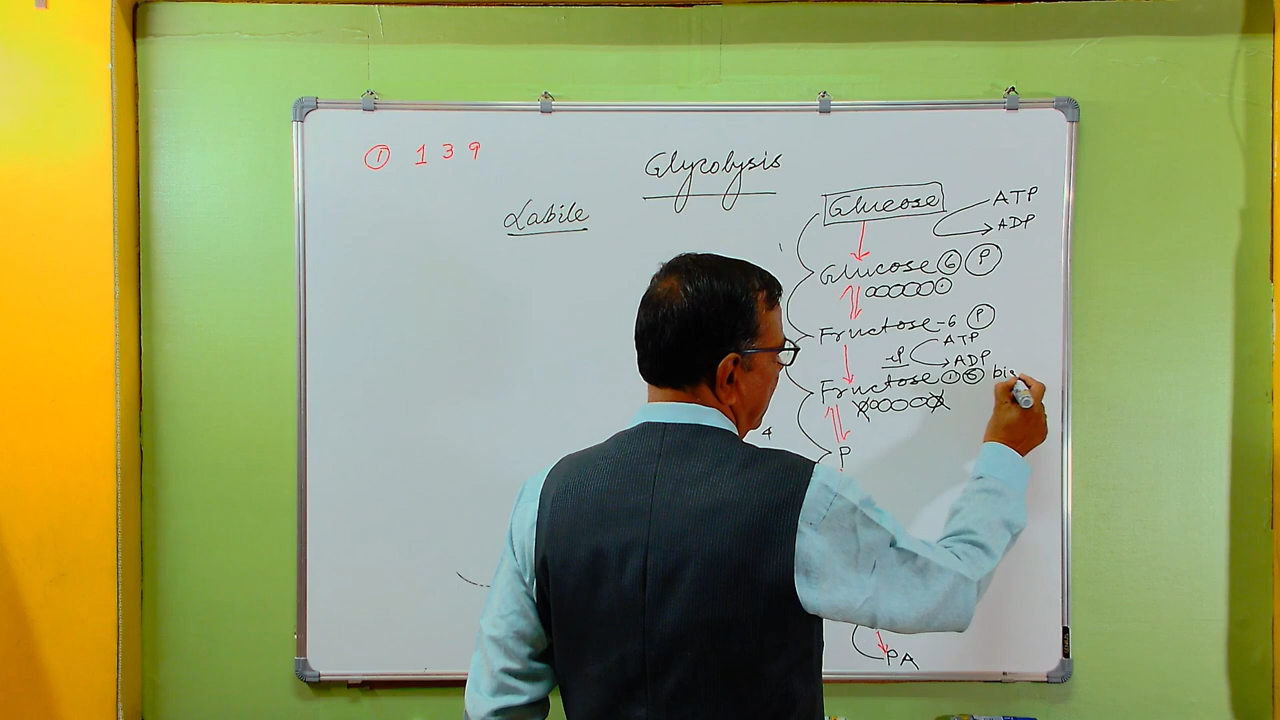 ① 1 3 9
Glycolysis
Labile
Glucose
ATP
ADP
Glucose ⑥ Ⓟ
Fructose-6 Ⓟ
ATP
ADP
Fructose ① ⑥ bi
4
P
PA